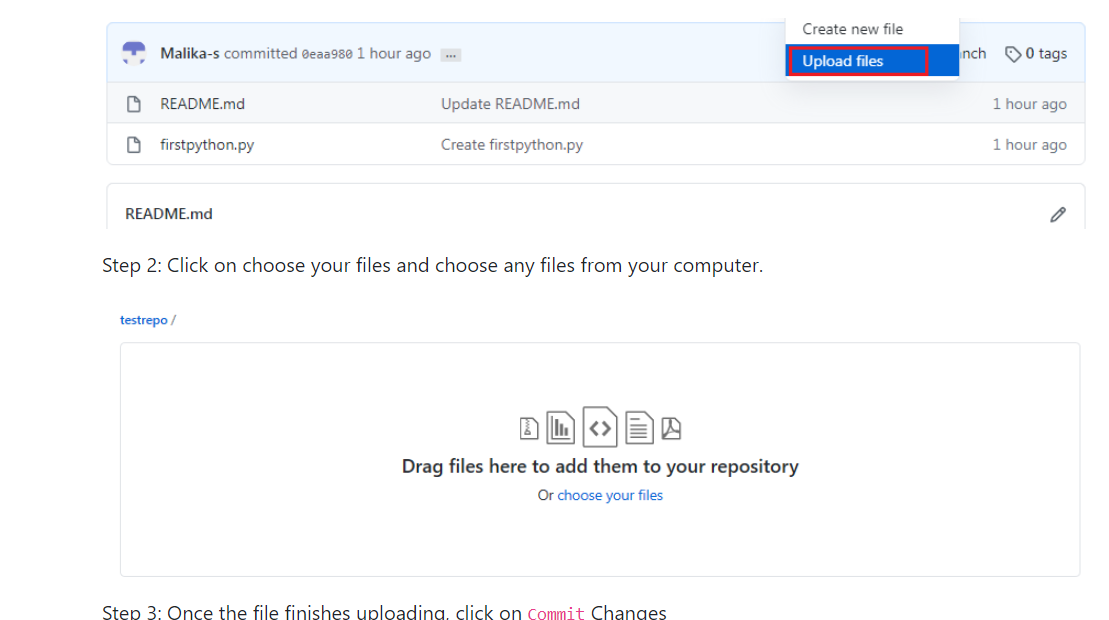 Create new file
Malika-s committed 0eaa980 1 hour ago ...
Upload files
0 tags
README.md Update README.md 1 hour ago
firstpython.py Create firstpython.py 1 hour ago
README.md
Step 2: Click on choose your files and choose any files from your computer.
testrepo /
Drag files here to add them to your repository
Or choose your files
Step 3: Once the file finishes uploading, click on Commit Changes